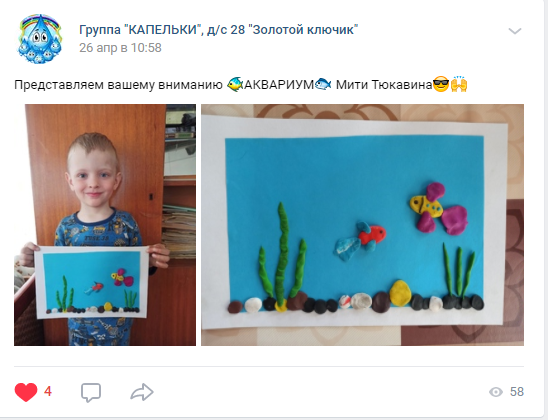 Группа "КАПЕЛЬКИ", д/с 28 "Золотой ключик"
26 апр в 10:58
Представляем вашему вниманию 🐠АКВАРИУМ🐟 Мити Тюкавина😎🙌
4
58